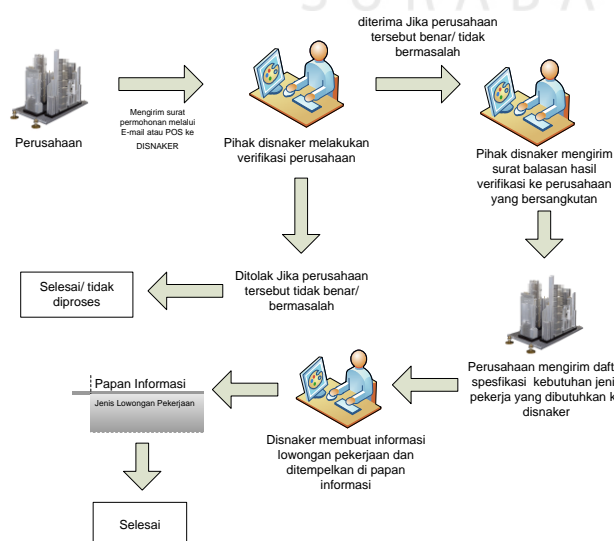 SURABA
diterima Jika perusahaan
tersebut benar/ tidak
bermasalah
Perusahaan
Mengirim surat
permohonan melalui
E-mail atau POS ke
DISNAKER
Pihak disnaker melakukan
verifikasi perusahaan
Pihak disnaker mengirim
surat balasan hasil
verifikasi ke perusahaan
yang bersangkutan
Selesai/ tidak
diproses
Ditolak Jika perusahaan
tersebut tidak benar/
bermasalah
Perusahaan mengirim daft
spesfikasi kebutuhan jeni
pekerja yang dibutuhkan k
disnaker
Papan Informasi
Jenis Lowongan Pekerjaan
Disnaker membuat informasi
lowongan pekerjaan dan
ditempelkan di papan
informasi
Selesai